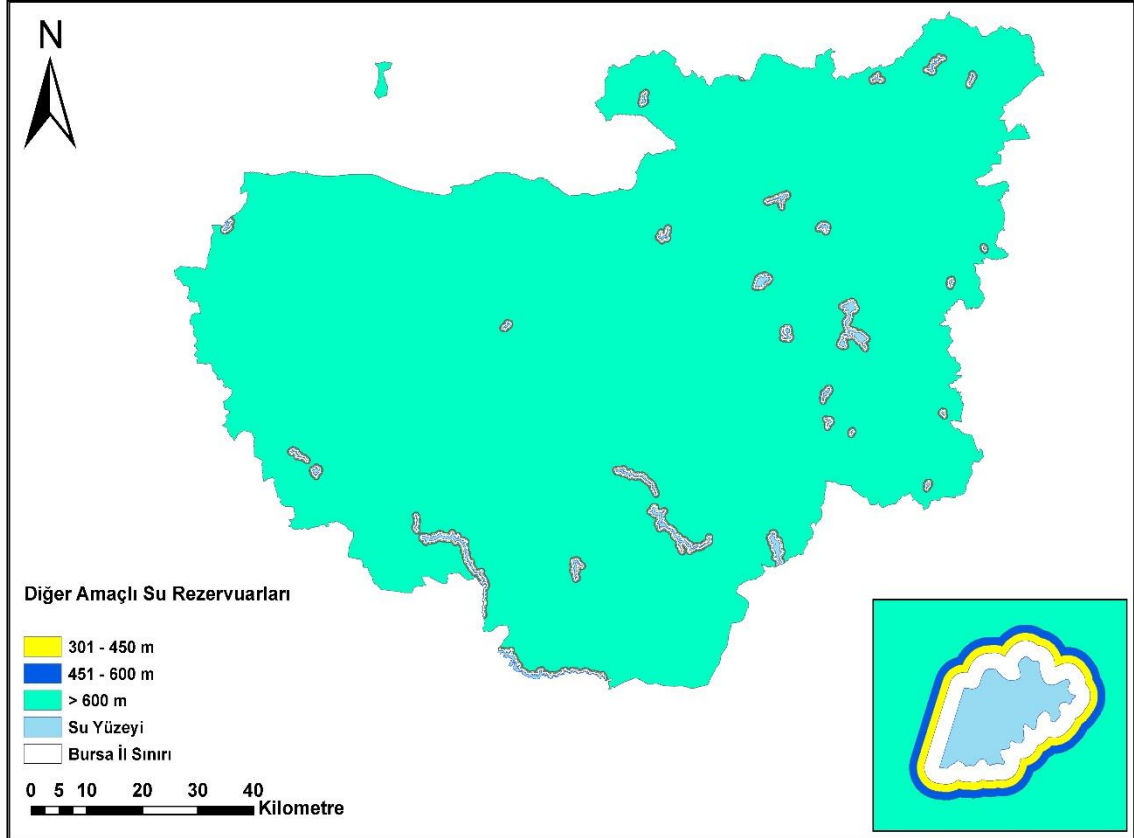 N
Diğer Amaçlı Su Rezervuarları
301 - 450 m
451 - 600 m
> 600 m
Su Yüzeyi
Bursa İl Sınırı
0 5 10 20 30 40
Kilometre